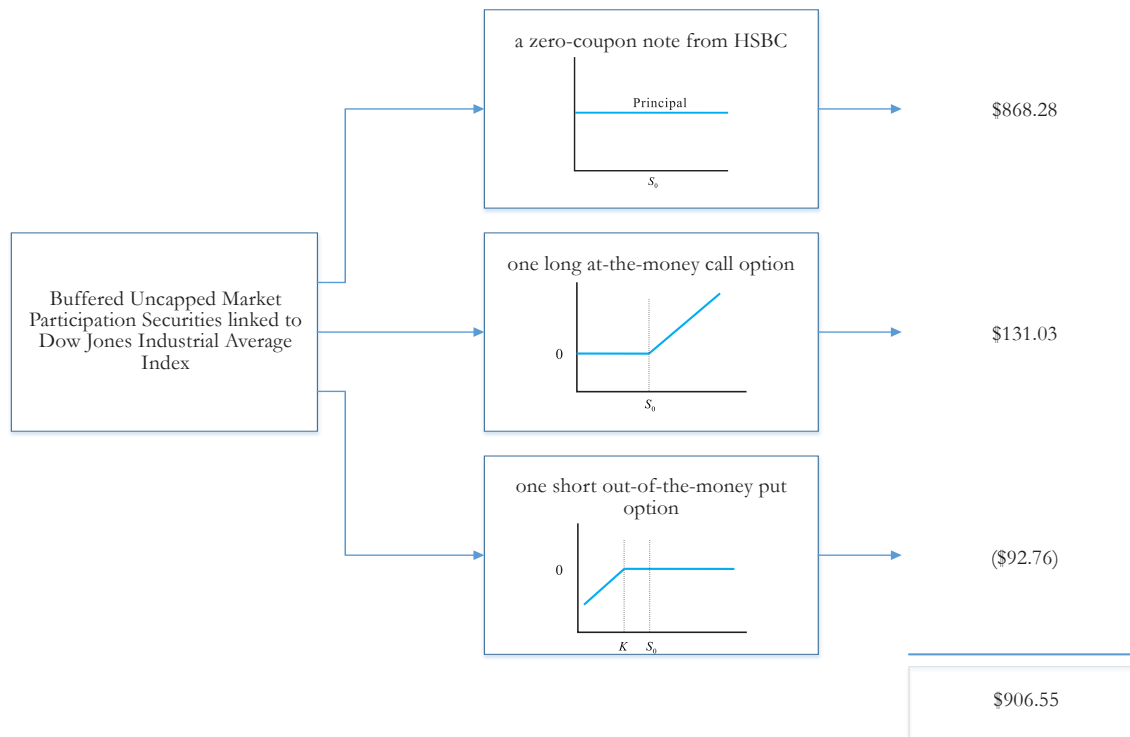 a zero-coupon note from HSBC
Principal
S₀
$868.28
Buffered Uncapped Market
Participation Securities linked to
Dow Jones Industrial Average
Index
one long at-the-money call option
0
S₀
$131.03
one short out-of-the-money put
option
0
K S₀
($92.76)
$906.55